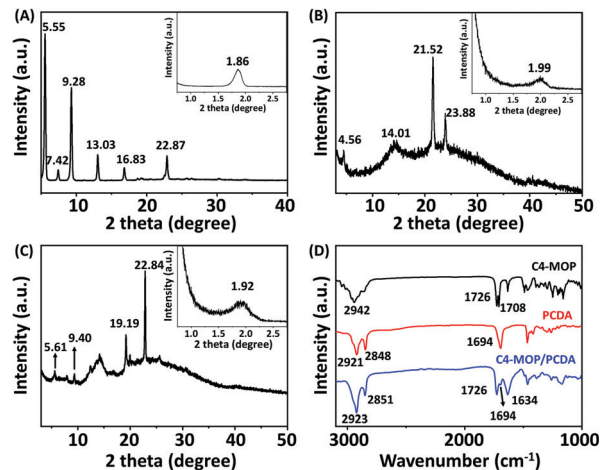 (A)
5.55
9.28
7.42
13.03
16.83
22.87
1.86
Intensity (a.u.)
1.0 1.5 2.0 2.5
2 theta (degree)
Intensity (a.u.)
10 20 30 40
2 theta (degree)
(B)
21.52
23.88
4.56
14.01
1.99
Intensity (a.u.)
1.0 1.5 2.0 2.5
2 theta (degree)
Intensity (a.u.)
10 20 30 40 50
2 theta (degree)
(C)
22.84
19.19
5.61
9.40
1.92
Intensity (a.u.)
1.0 1.5 2.0 2.5
2 theta (degree)
Intensity (a.u.)
10 20 30 40 50
2 theta (degree)
(D)
C4-MOP
2942
1726
1708
PCDA
2921
2848
1694
C4-MOP/PCDA
2923
2851
1726
1694
1634
Intensity (a.u.)
3000 2000 1000
Wavenumber (cm-1)